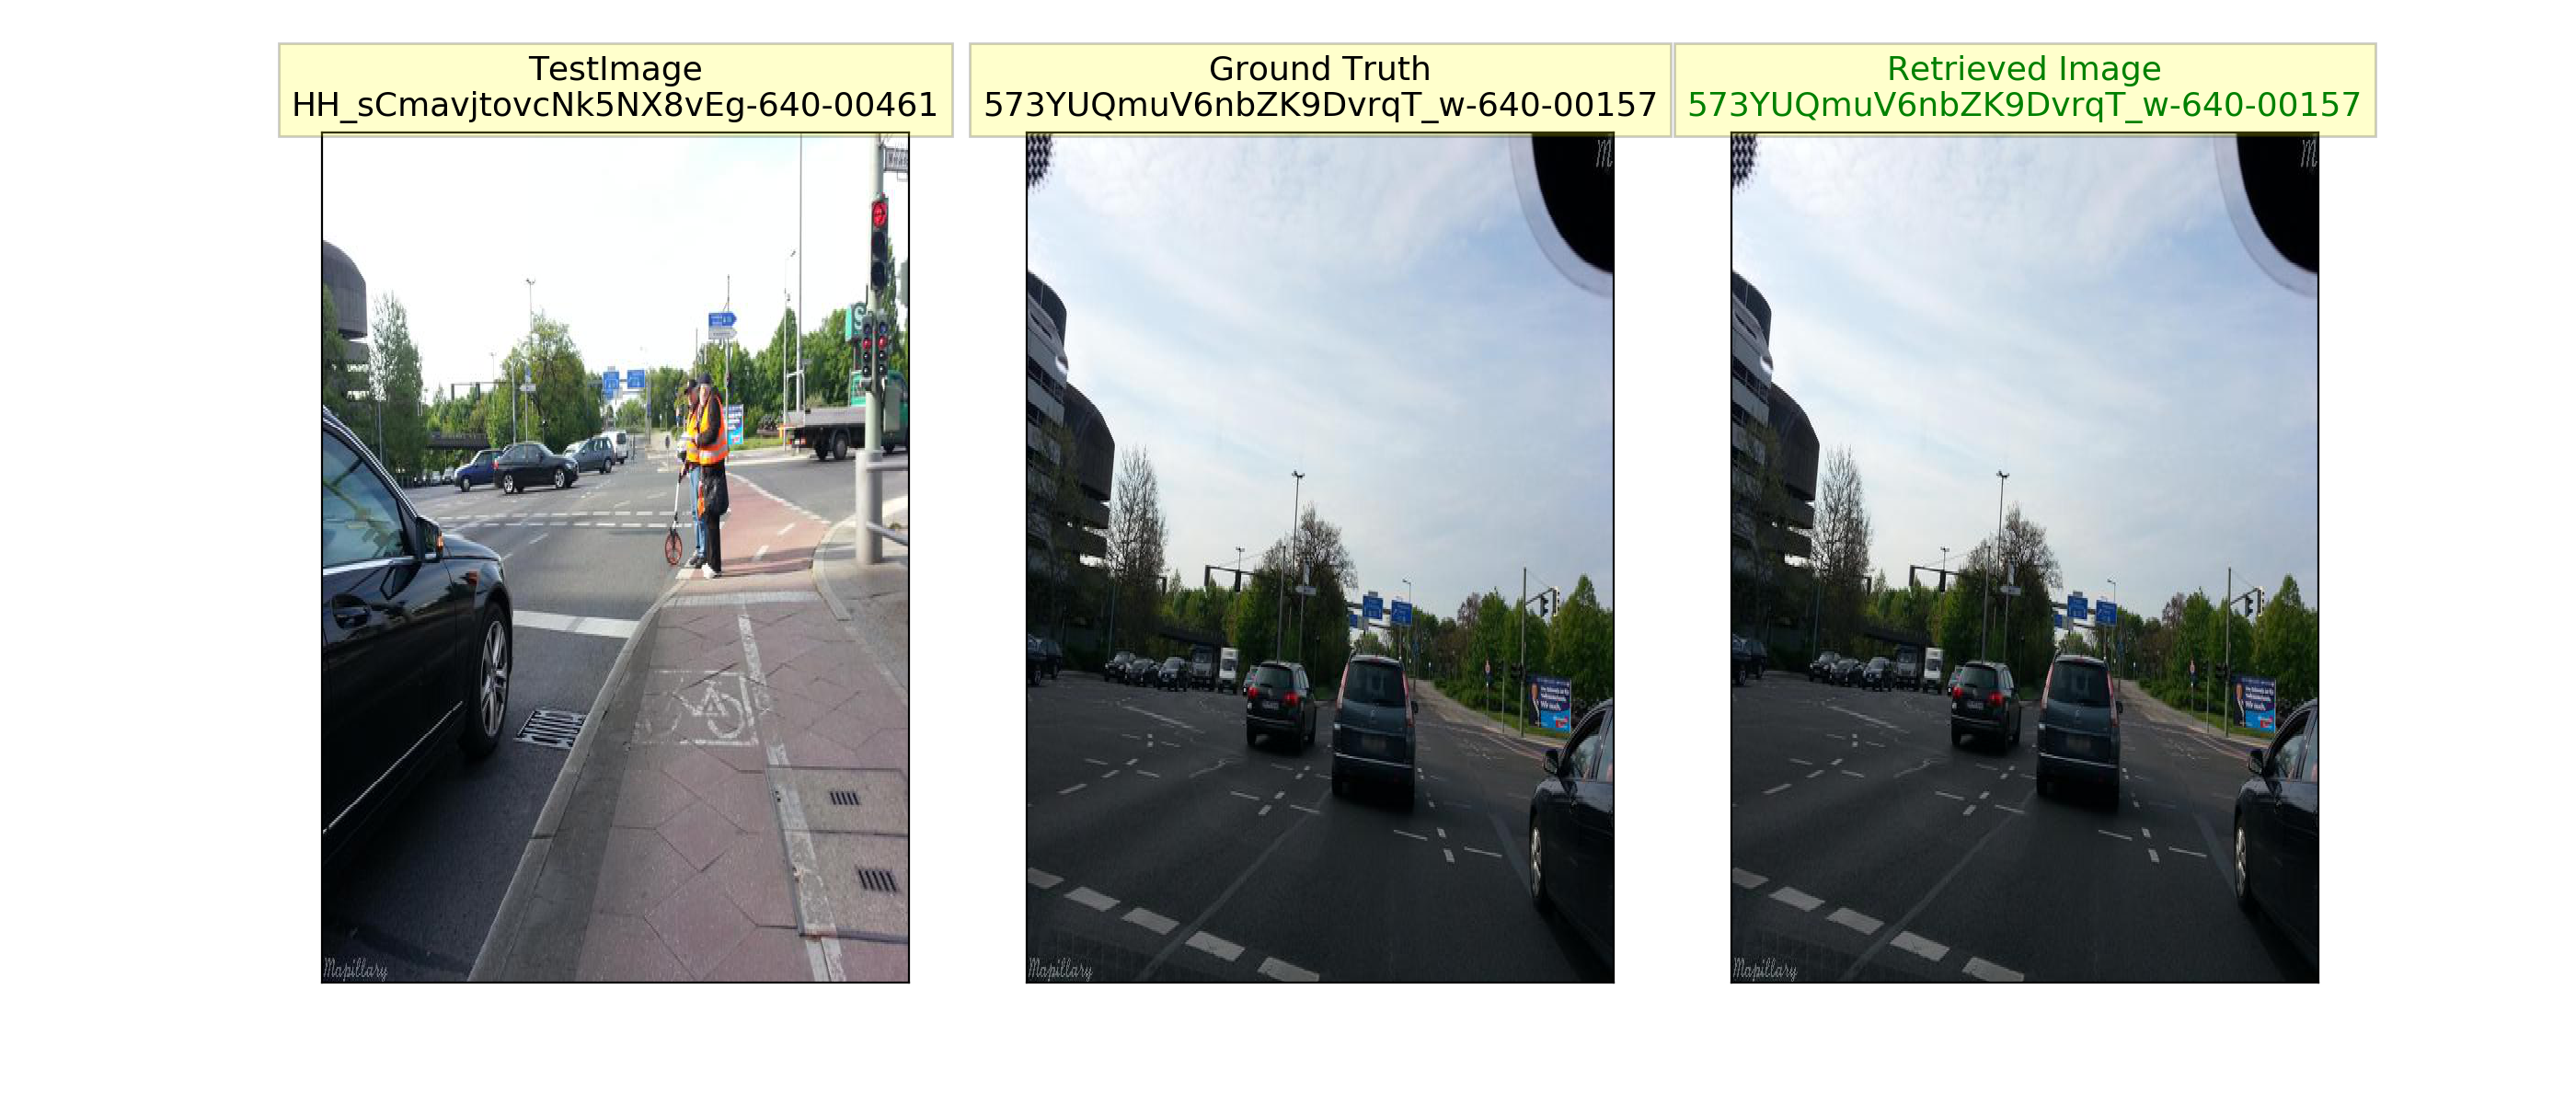 TestImage
HH_sCmavjtovcNk5NX8vEg-640-00461
Ground Truth
573YUQmuV6nbZK9DvrqT_w-640-00157
Retrieved Image
573YUQmuV6nbZK9DvrqT_w-640-00157
S
M
M
Mapillary
Mapillary
Mapillary